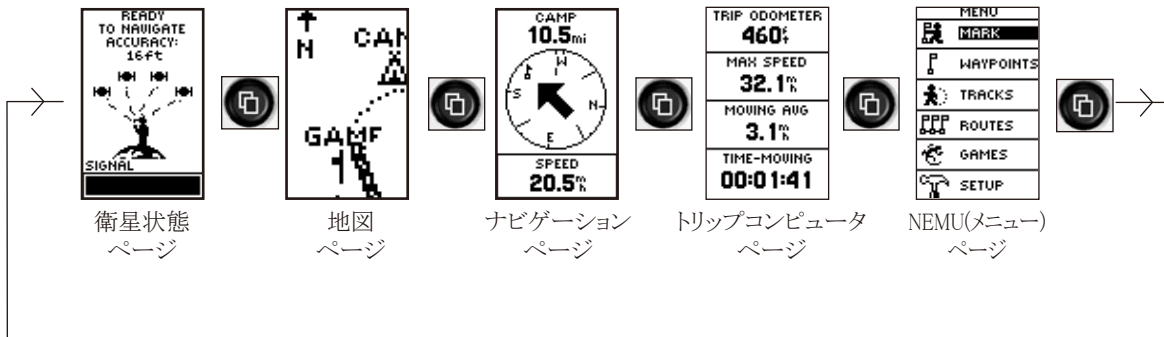 READY
TO NAVIGATE
ACCURACY:
16ft
SIGNAL
衛星状態
ページ
N
CAN
GAME
地図
ページ
CAMP
10.5mi
W
S
N
E
SPEED
20.5
ナビゲーション
ページ
TRIP ODOMETER
460
MAX SPEED
32.1
MOVING AVG
3.1
TIME-MOVING
00:01:41
トリップコンピュータ
ページ
MENU
MARK
WAYPOINTS
TRACKS
ROUTES
GAMES
SETUP
NEMU(メニュー)
ページ